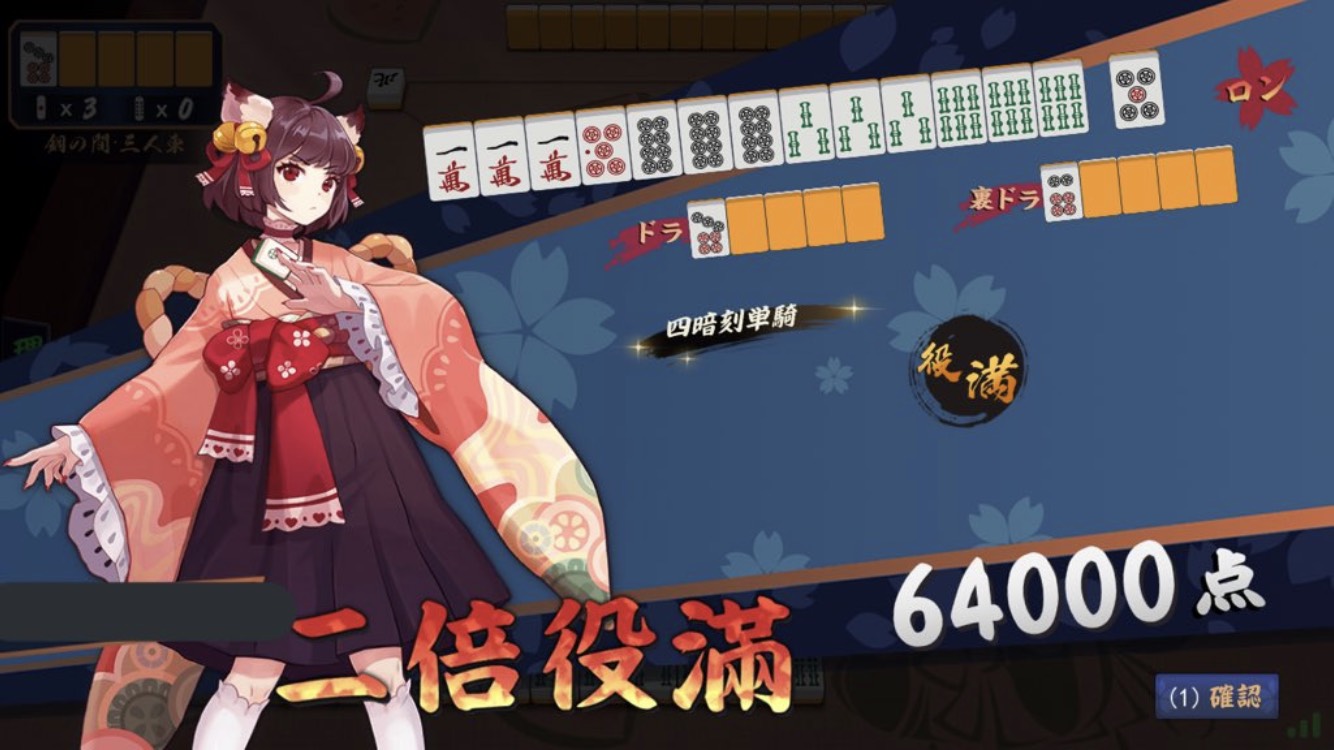 x 3 x 0
銅の間・三人東
北
一萬 一萬 一萬
ロン
ドラ
裏ドラ
四暗刻単騎
役満
64000点
二倍役滿
(1) 確認